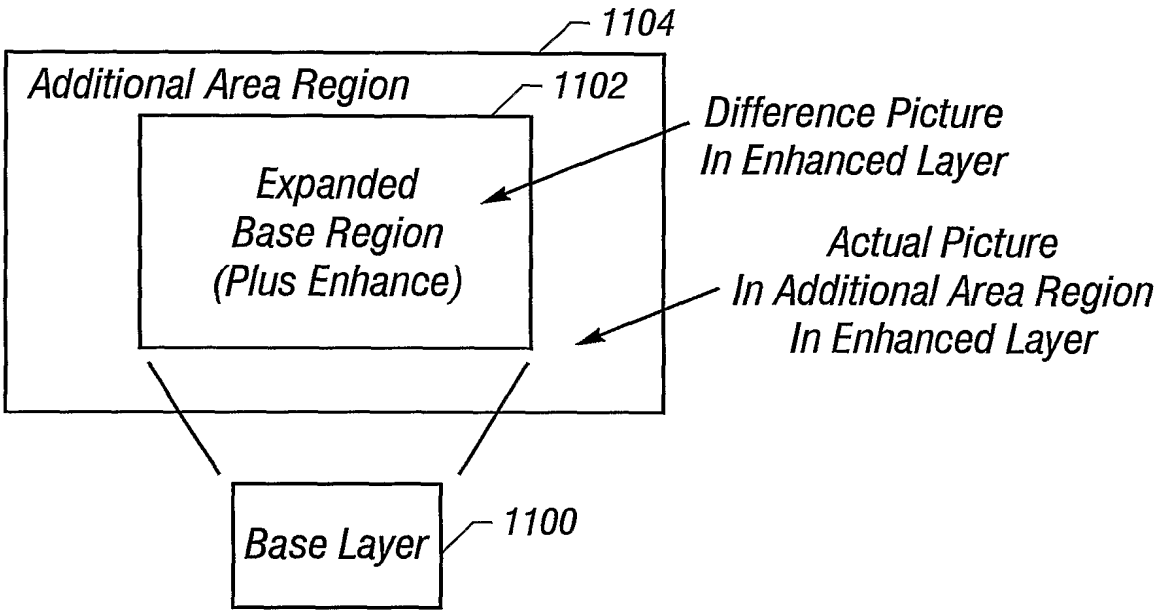 1104
Additional Area Region
1102
Difference Picture
In Enhanced Layer
Expanded
Base Region
(Plus Enhance)
Actual Picture
In Additional Area Region
In Enhanced Layer
Base Layer
1100